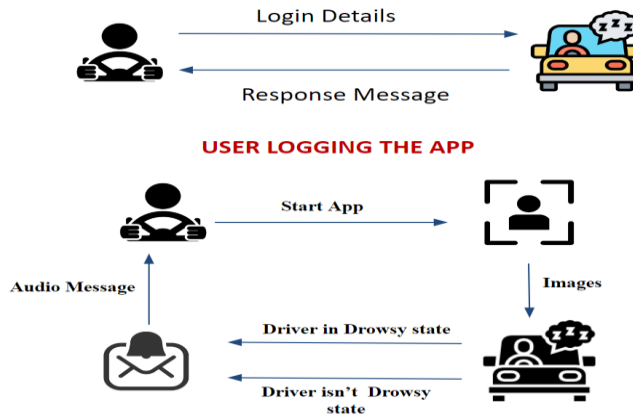 Login Details
z z z
Response Message
USER LOGGING THE APP
Start App
Audio Message
Images
Driver in Drowsy state
z z z
Driver isn't Drowsy
state